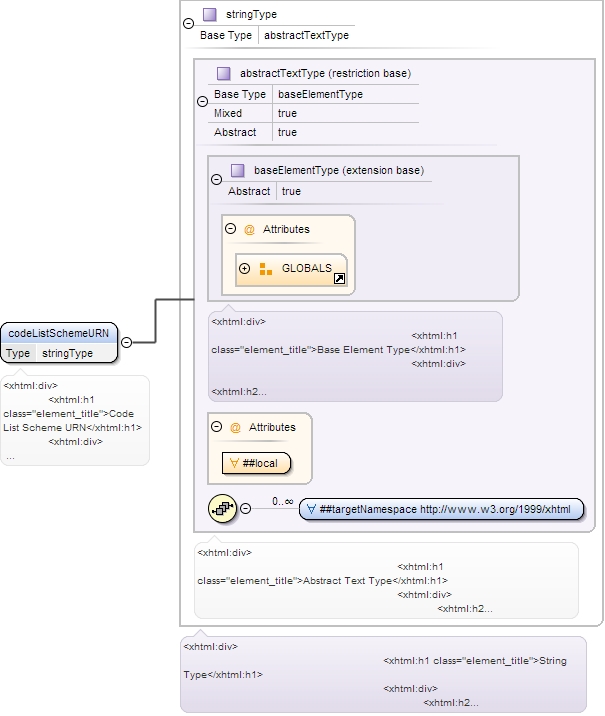 stringType
Base Type abstractTextType
abstractTextType (restriction base)
Base Type baseElementType
Mixed true
Abstract true
baseElementType (extension base)
Abstract true
@ Attributes
GLOBALS
codeListSchemeURN
Type stringType
<xhtml:div>
<xhtml:h1
class="element_title">Code
List Scheme URN</xhtml:h1>
<xhtml:div>
...
<xhtml:div>
<xhtml:h1
class="element_title">Base Element Type</xhtml:h1>
<xhtml:div>
<xhtml:h2...
@ Attributes
∀ ##local
0..∞
∀ ##targetNamespace http://www.w3.org/1999/xhtml
<xhtml:div>
<xhtml:h1
class="element_title">Abstract Text Type</xhtml:h1>
<xhtml:div>
<xhtml:h2...
<xhtml:div>
<xhtml:h1 class="element_title">String
Type</xhtml:h1>
<xhtml:div>
<xhtml:h2...